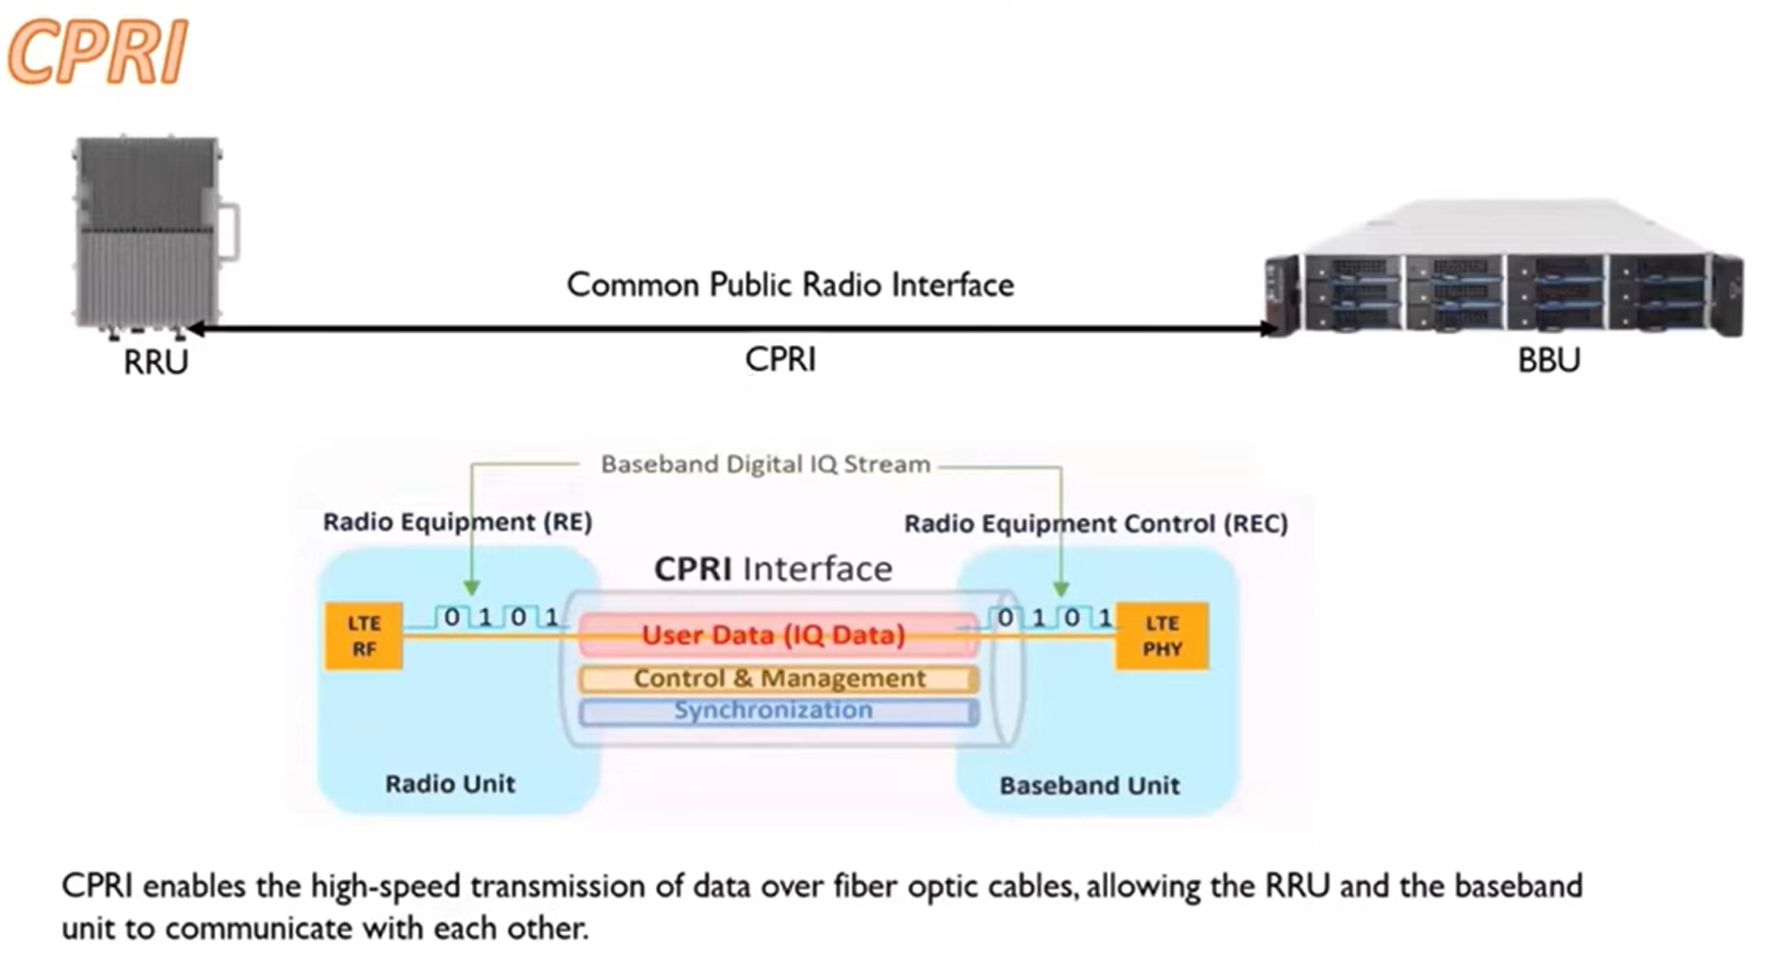 CPRI
Common Public Radio Interface
RRU
CPRI
BBU
Baseband Digital IQ Stream
Radio Equipment (RE)
Radio Equipment Control (REC)
CPRI Interface
LTE
RF
0 1 0 1
User Data (IQ Data)
0 1 0 1
LTE
PHY
Control & Management
Synchronization
Radio Unit
Baseband Unit
CPRI enables the high-speed transmission of data over fiber optic cables, allowing the RRU and the baseband
unit to communicate with each other.